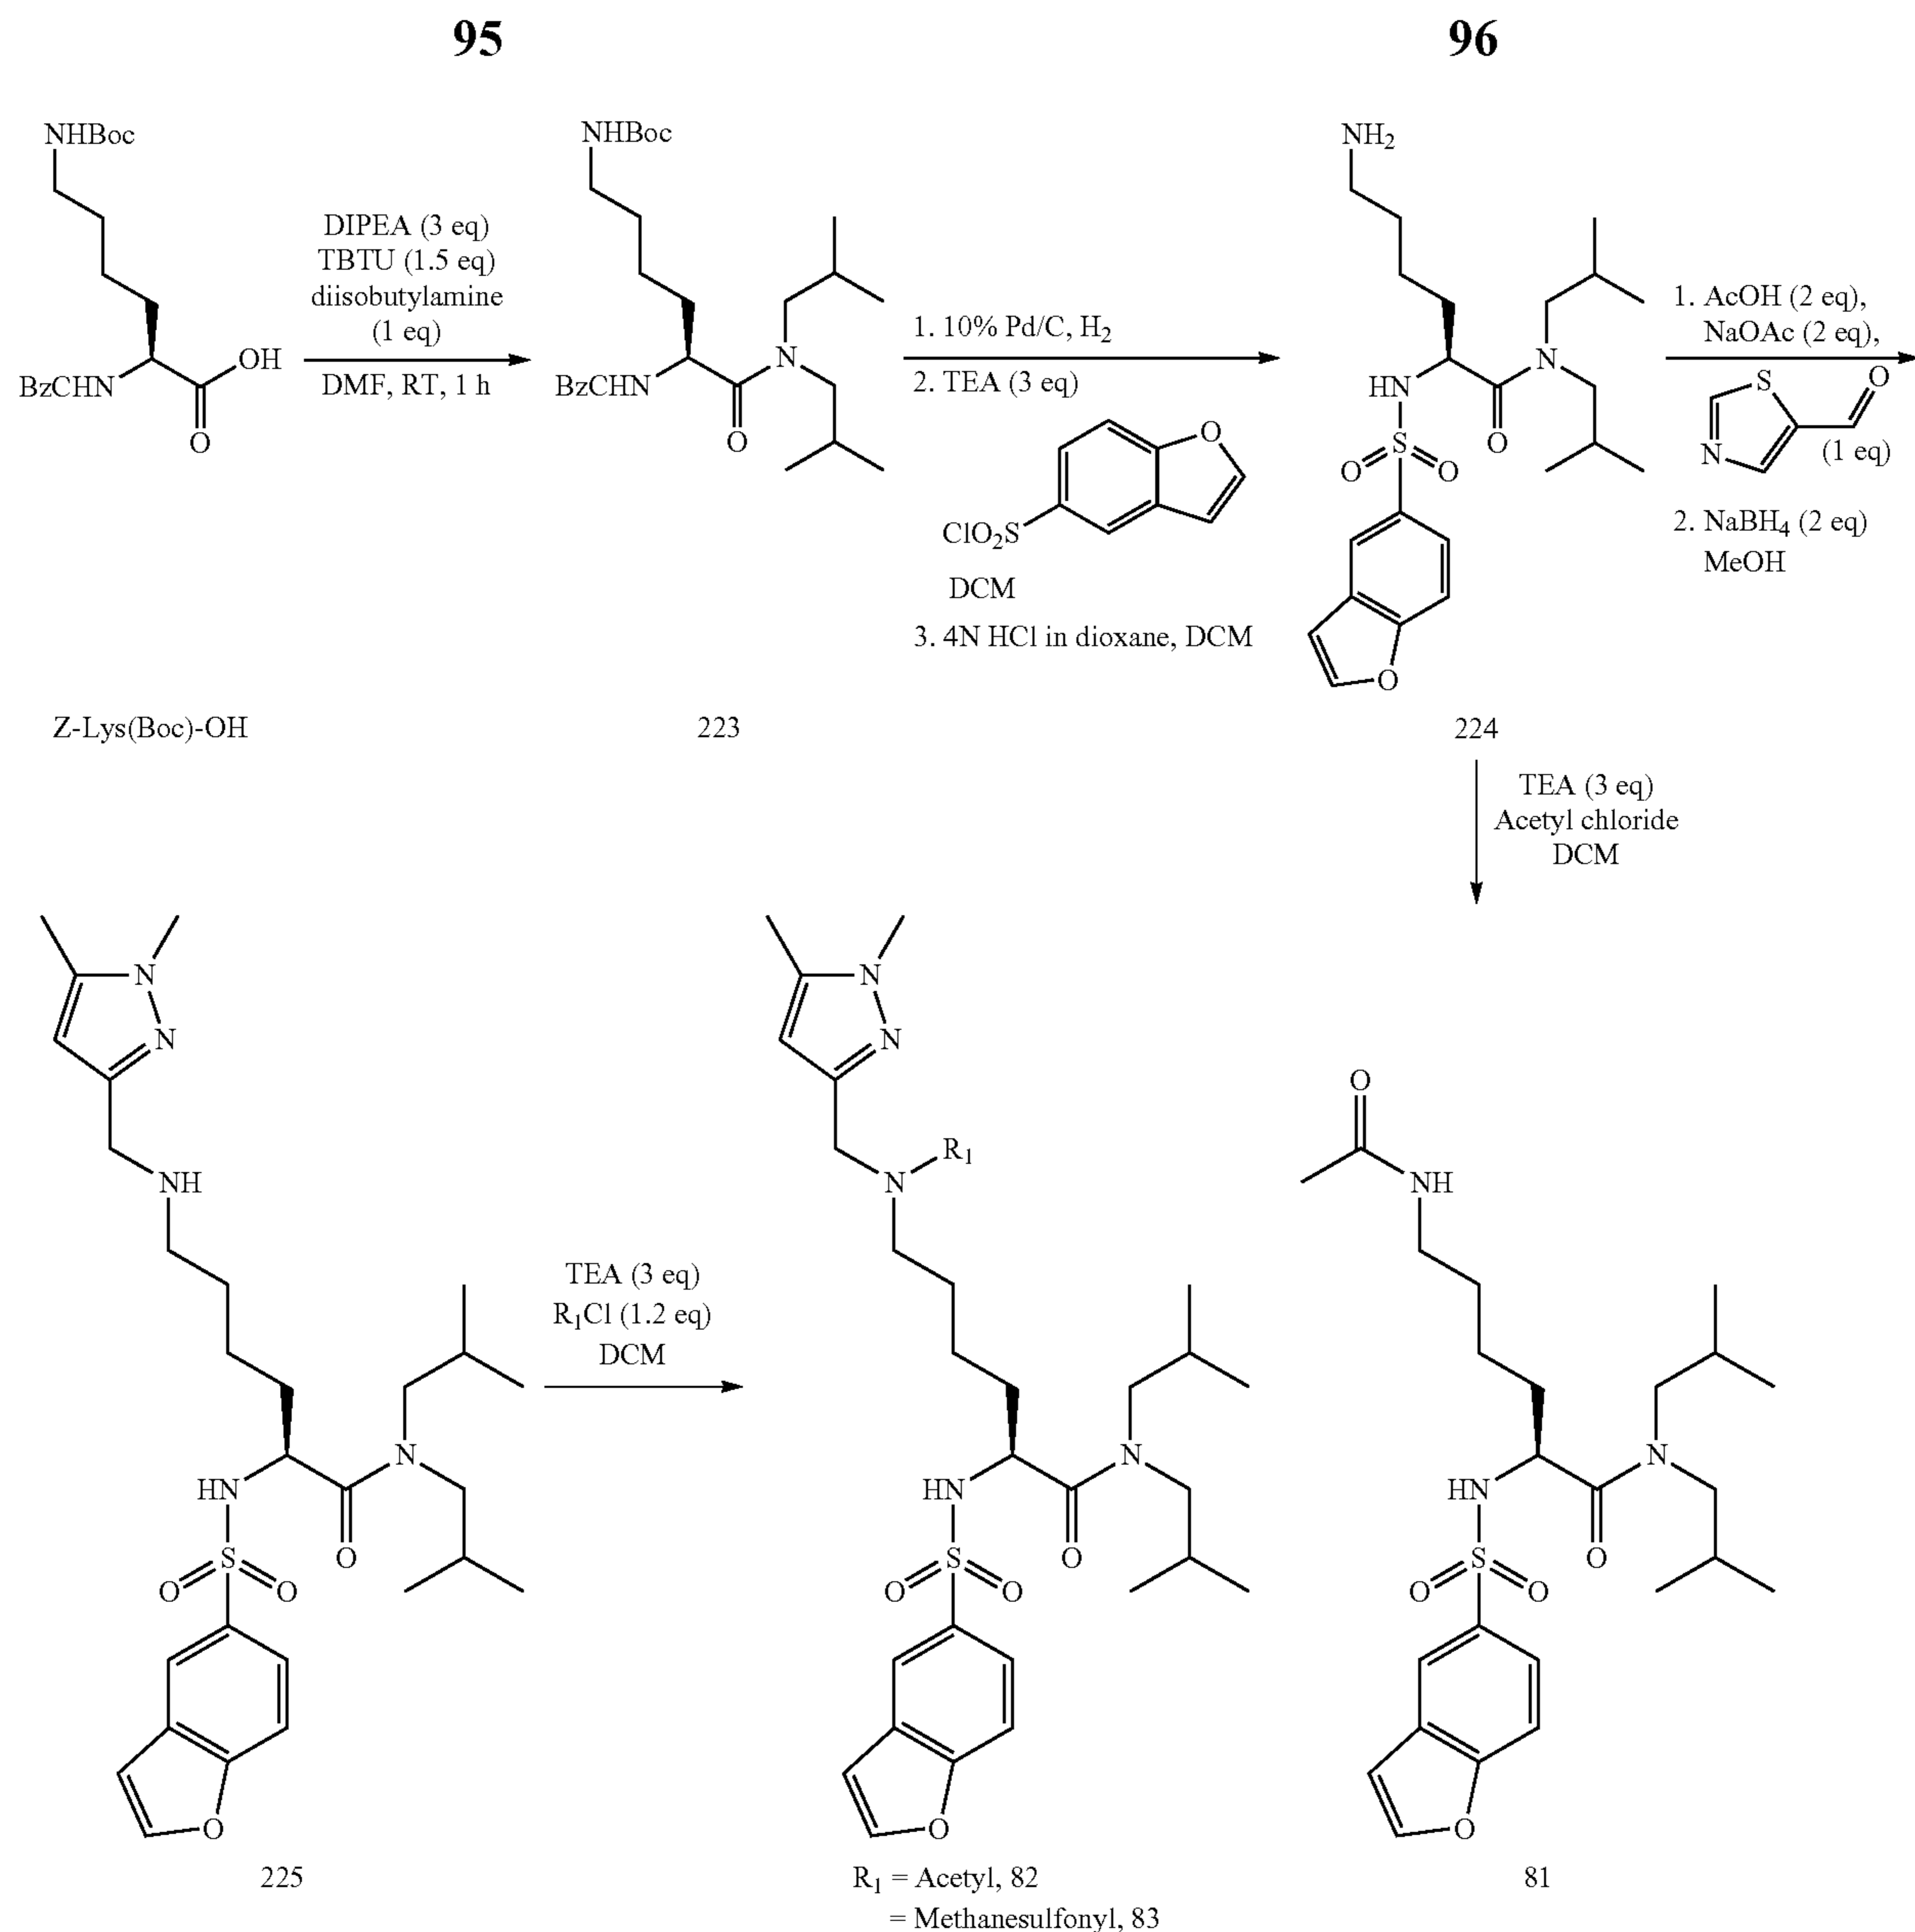 95 96
NHBoc
BzCHN
OH
O
DIPEA (3 eq)
TBTU (1.5 eq)
diisobutylamine
(1 eq)
DMF, RT, 1 h
NHBoc
BzCHN
O
N
1. 10% Pd/C, H2
2. TEA (3 eq)
O
ClO2S
DCM
3. 4N HCl in dioxane, DCM
NH2
HN
N
O
S
O O
O
1. AcOH (2 eq),
NaOAc (2 eq),
S
O
N
(1 eq)
2. NaBH4 (2 eq)
MeOH
Z-Lys(Boc)-OH 223 224
TEA (3 eq)
Acetyl chloride
DCM
N
N
NH
HN
N
O
S
O O
O
225
TEA (3 eq)
R1Cl (1.2 eq)
DCM
N
N
N
R1
HN
N
O
S
O O
O
R1 = Acetyl, 82
= Methanesulfonyl, 83
O
NH
HN
N
O
S
O O
O
81